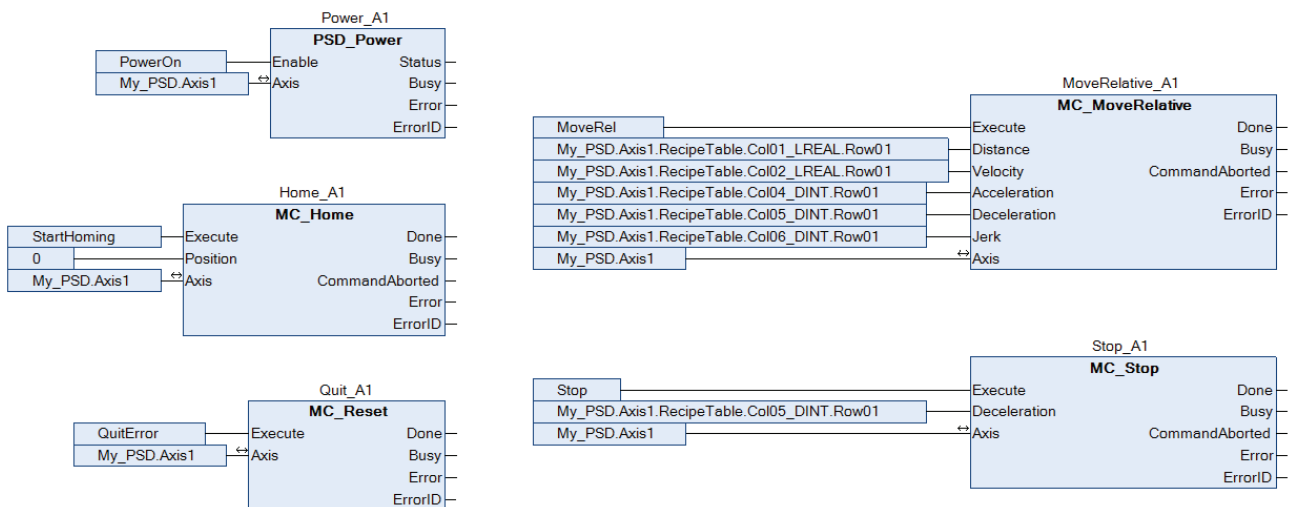 Power_A1
PSD_Power
PowerOn Enable Status
My_PSD.Axis1 Axis Busy
Error
ErrorID
Home_A1
MC_Home
StartHoming Execute Done
0 Position Busy
My_PSD.Axis1 Axis CommandAborted
Error
ErrorID
Quit_A1
MC_Reset
QuitError Execute Done
My_PSD.Axis1 Axis Busy
Error
ErrorID
MoveRelative_A1
MC_MoveRelative
MoveRel Execute Done
My_PSD.Axis1.RecipeTable.Col01_LREAL.Row01 Distance Busy
My_PSD.Axis1.RecipeTable.Col02_LREAL.Row01 Velocity CommandAborted
My_PSD.Axis1.RecipeTable.Col04_DINT.Row01 Acceleration Error
My_PSD.Axis1.RecipeTable.Col05_DINT.Row01 Deceleration ErrorID
My_PSD.Axis1.RecipeTable.Col06_DINT.Row01 Jerk
My_PSD.Axis1 Axis
Stop_A1
MC_Stop
Stop Execute Done
My_PSD.Axis1.RecipeTable.Col05_DINT.Row01 Deceleration Busy
My_PSD.Axis1 Axis CommandAborted
Error
ErrorID